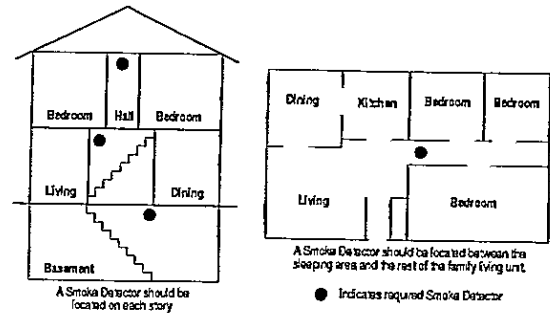 Bedroom Hall Bedroom
Living Dining
Basement
A Smoke Detector should be
located on each story
Dining Kitchen Bedroom Bedroom
Living Bedroom
A Smoke Detector should be located between the
sleeping area and the rest of the family living unit.
Indicates required Smoke Detector